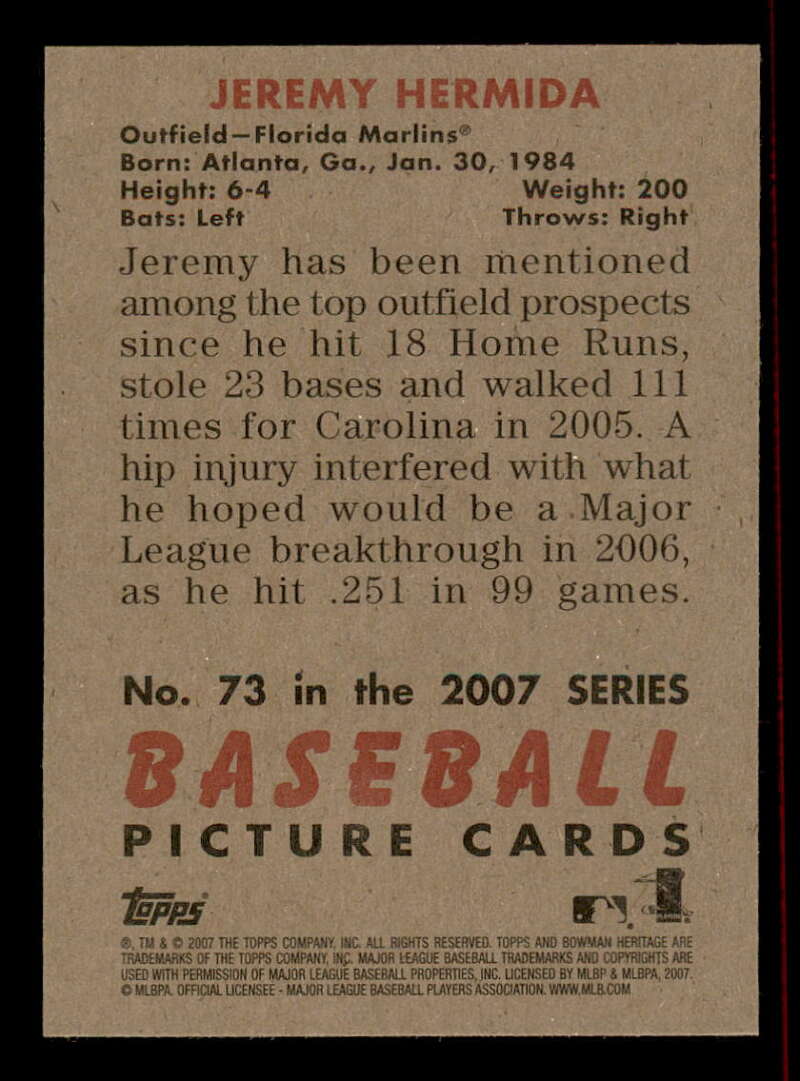 JEREMY HERMIDA
Outfield—Florida Marlins®
Born: Atlanta, Ga., Jan. 30, 1984
Height: 6-4 Weight: 200
Bats: Left Throws: Right
Jeremy has been mentioned
among the top outfield prospects
since he hit 18 Home Runs,
stole 23 bases and walked 111
times for Carolina in 2005. A
hip injury interfered with what
he hoped would be a Major
League breakthrough in 2006,
as he hit .251 in 99 games.
No. 73 in the 2007 SERIES
BASEBALL
PICTURE CARDS
topps
®, TM & © 2007 THE TOPPS COMPANY, INC. ALL RIGHTS RESERVED. TOPPS AND BOWMAN HERITAGE ARE
TRADEMARKS OF THE TOPPS COMPANY, INC. MAJOR LEAGUE BASEBALL TRADEMARKS AND COPYRIGHTS ARE
USED WITH PERMISSION OF MAJOR LEAGUE BASEBALL PROPERTIES, INC. LICENSED BY MLBP & MLBPA, 2007.
© MLBPA. OFFICIAL LICENSEE - MAJOR LEAGUE BASEBALL PLAYERS ASSOCIATION. WWW.MLB.COM